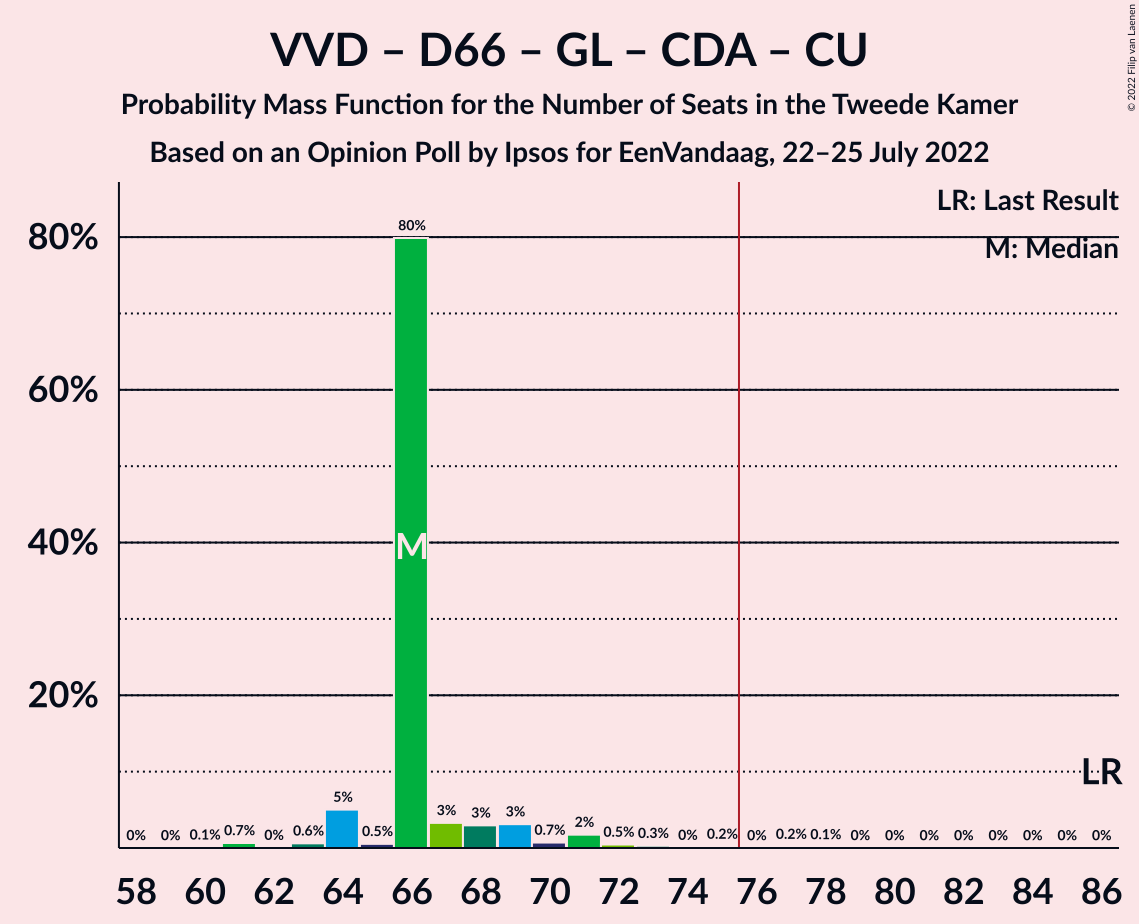 VVD – D66 – GL – CDA – CU
Probability Mass Function for the Number of Seats in the Tweede Kamer
Based on an Opinion Poll by Ipsos for EenVandaag, 22–25 July 2022
© 2022 Filip van Laenen
LR: Last Result
M: Median
80%
60%
40%
20%
80%
M
LR
0% 0% 0.1% 0.7% 0% 0.6% 5% 0.5% 3% 3% 3% 0.7% 2% 0.5% 0.3% 0% 0.2% 0% 0.2% 0.1% 0% 0% 0% 0% 0% 0% 0% 0%
58 60 62 64 66 68 70 72 74 76 78 80 82 84 86